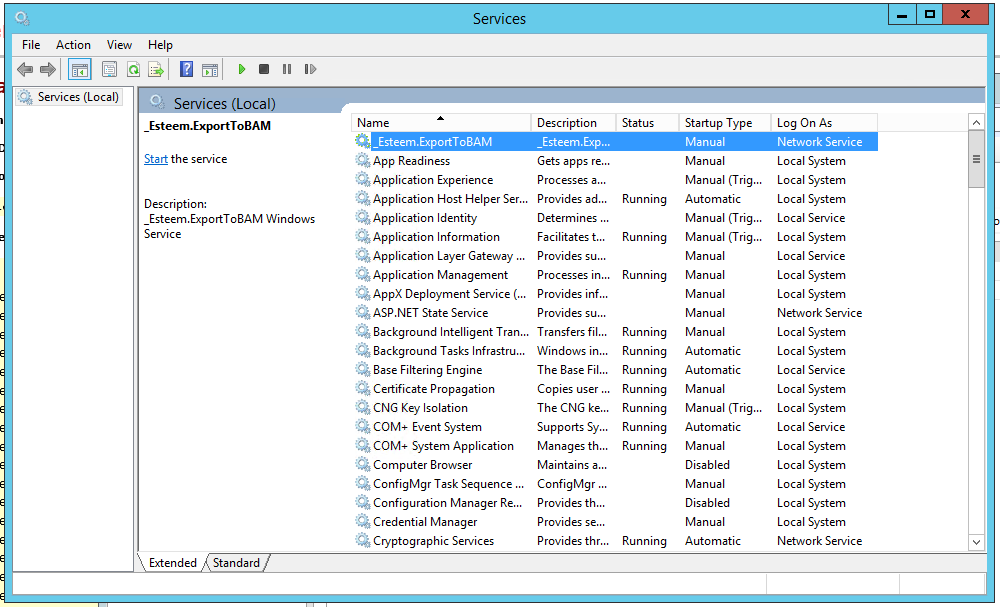 Services
File Action View Help
Services (Local)
Services (Local)
_Esteem.ExportToBAM
Start the service
Description:
_Esteem.ExportToBAM Windows
Service
Name Description Status Startup Type Log On As
_Esteem.ExportToBAM _Esteem.Exp... Manual Network Service
App Readiness Gets apps re... Manual Local System
Application Experience Processes a... Manual (Trig... Local System
Application Host Helper Ser... Provides ad... Running Automatic Local System
Application Identity Determines ... Manual (Trig... Local Service
Application Information Facilitates t... Running Manual (Trig... Local System
Application Layer Gateway ... Provides su... Manual Local Service
Application Management Processes in... Running Manual Local System
AppX Deployment Service (... Provides inf... Manual Local System
ASP.NET State Service Provides su... Manual Network Service
Background Intelligent Tran... Transfers fil... Running Manual Local System
Background Tasks Infrastru... Windows in... Running Automatic Local System
Base Filtering Engine The Base Fil... Running Automatic Local Service
Certificate Propagation Copies user ... Running Manual Local System
CNG Key Isolation The CNG ke... Running Manual (Trig... Local System
COM+ Event System Supports Sy... Running Automatic Local Service
COM+ System Application Manages th... Running Manual Local System
Computer Browser Maintains a... Disabled Local System
ConfigMgr Task Sequence ... ConfigMgr ... Manual Local System
Configuration Manager Re... Provides th... Disabled Local System
Credential Manager Provides se... Manual Local System
Cryptographic Services Provides thr... Running Automatic Network Service
Extended Standard